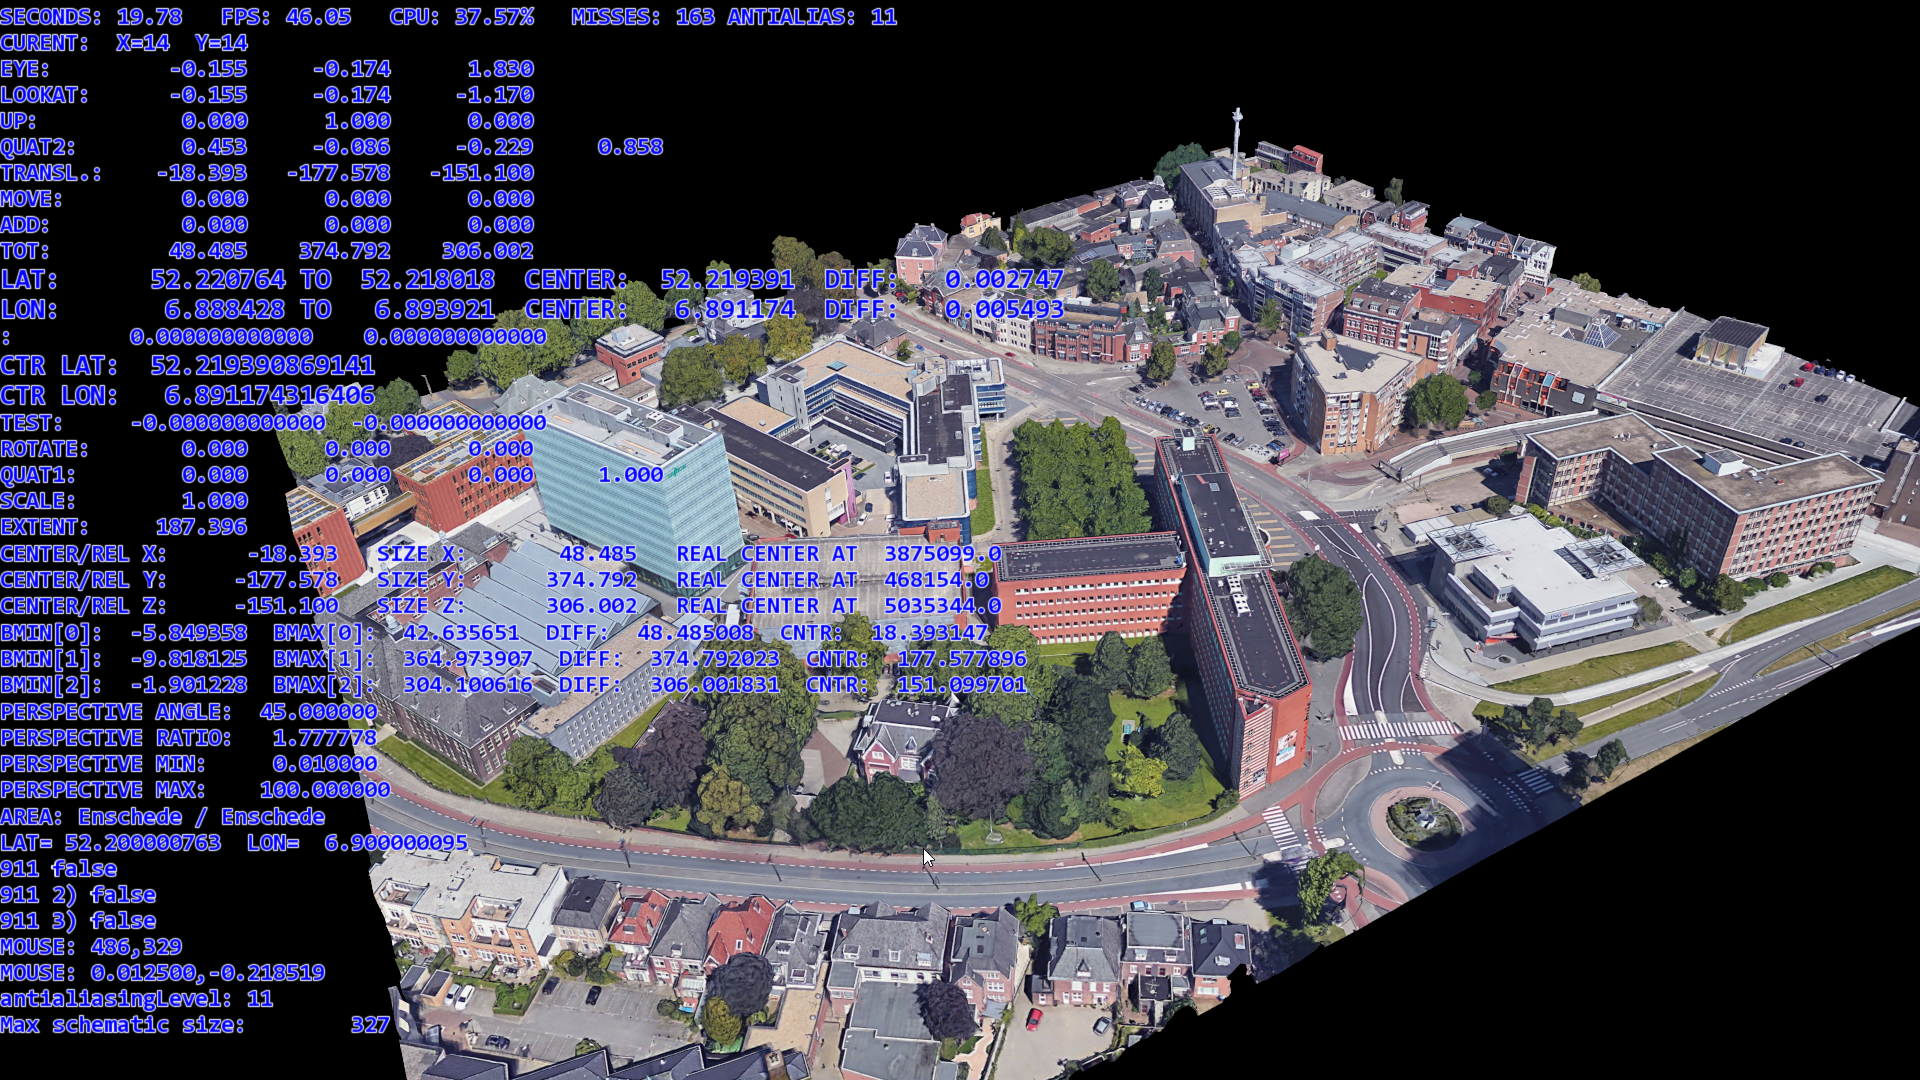 SECONDS: 19.78 FPS: 46.05 CPU: 37.57% MISSES: 163 ANTIALIAS: 11
CURENT: X=14 Y=14
EYE: -0.155 -0.174 1.830
LOOKAT: -0.155 -0.174 -1.170
UP: 0.000 1.000 0.000
QUAT2: 0.453 -0.086 -0.229 0.858
TRANSL.: -18.393 -177.578 -151.100
MOVE: 0.000 0.000 0.000
ADD: 0.000 0.000 0.000
TOT: 48.485 374.792 306.002
LAT: 52.220764 TO 52.218018 CENTER: 52.219391 DIFF: 0.002747
LON: 6.888428 TO 6.893921 CENTER: 6.891174 DIFF: 0.005493
: 0.000000000000 0.000000000000
CTR LAT: 52.219390869141
CTR LON: 6.891174316406
TEST: -0.000000000000 -0.000000000000
ROTATE: 0.000 0.000 0.000
QUAT1: 0.000 0.000 0.000 1.000
SCALE: 1.000
EXTENT: 187.396
CENTER/REL X: -18.393 SIZE X: 48.485 REAL CENTER AT 3875099.0
CENTER/REL Y: -177.578 SIZE Y: 374.792 REAL CENTER AT 468154.0
CENTER/REL Z: -151.100 SIZE Z: 306.002 REAL CENTER AT 5035344.0
BMIN[0]: -5.849358 BMAX[0]: 42.635651 DIFF: 48.485008 CNTR: 18.393147
BMIN[1]: -9.818125 BMAX[1]: 364.973907 DIFF: 374.792023 CNTR: 177.577896
BMIN[2]: -1.901228 BMAX[2]: 304.100616 DIFF: 306.001831 CNTR: 151.099701
PERSPECTIVE ANGLE: 45.000000
PERSPECTIVE RATIO: 1.777778
PERSPECTIVE MIN: 0.010000
PERSPECTIVE MAX: 100.000000
AREA: Enschede / Enschede
LAT= 52.200000763 LON= 6.900000095
911 false
911 2) false
911 3) false
MOUSE: 486,329
MOUSE: 0.012500,-0.218519
antialiasingLevel: 11
Max schematic size: 327